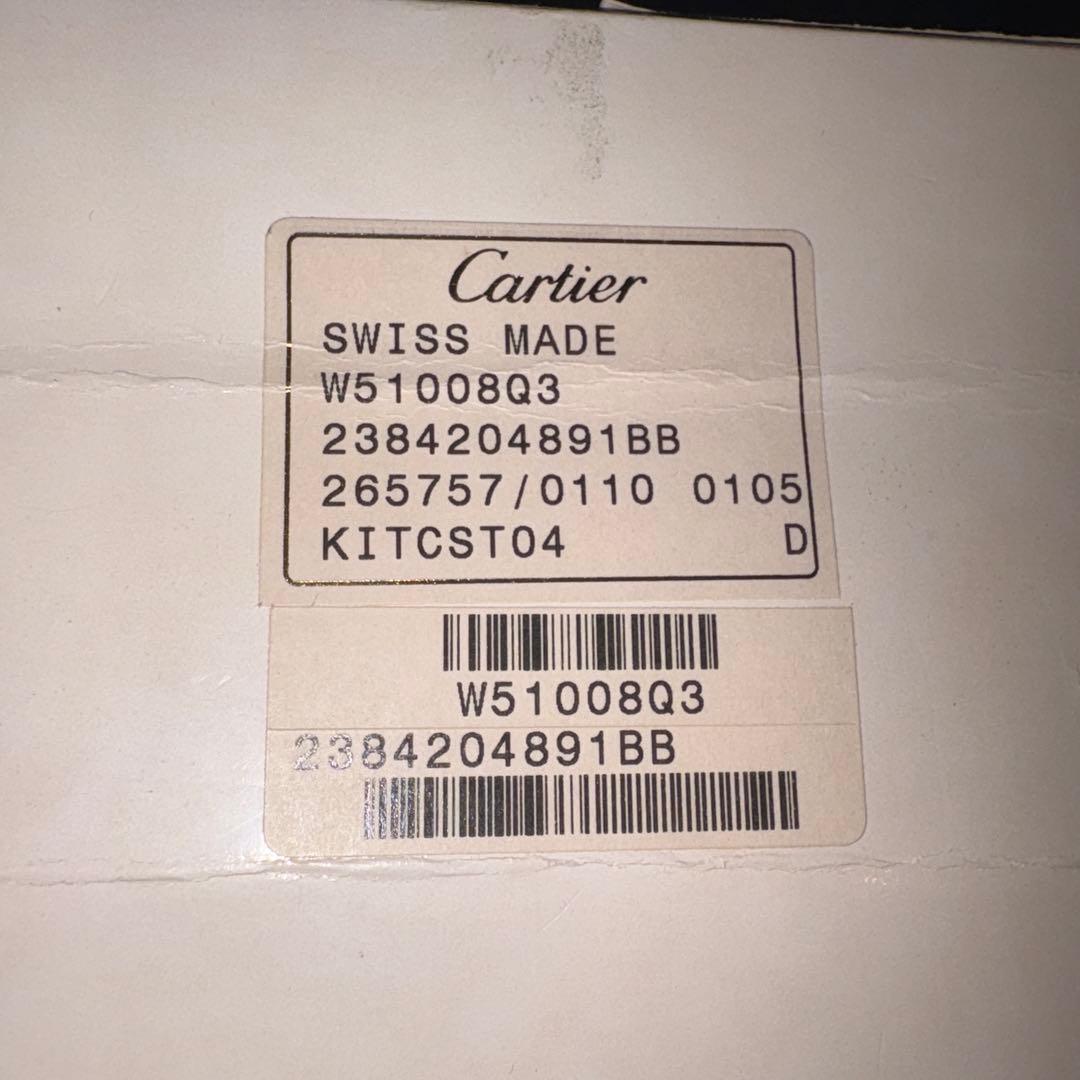 Cartier
SWISS MADE
W51008Q3
2384204891BB
265757/0110 0105
KITCST04 D
W51008Q3
2384204891BB